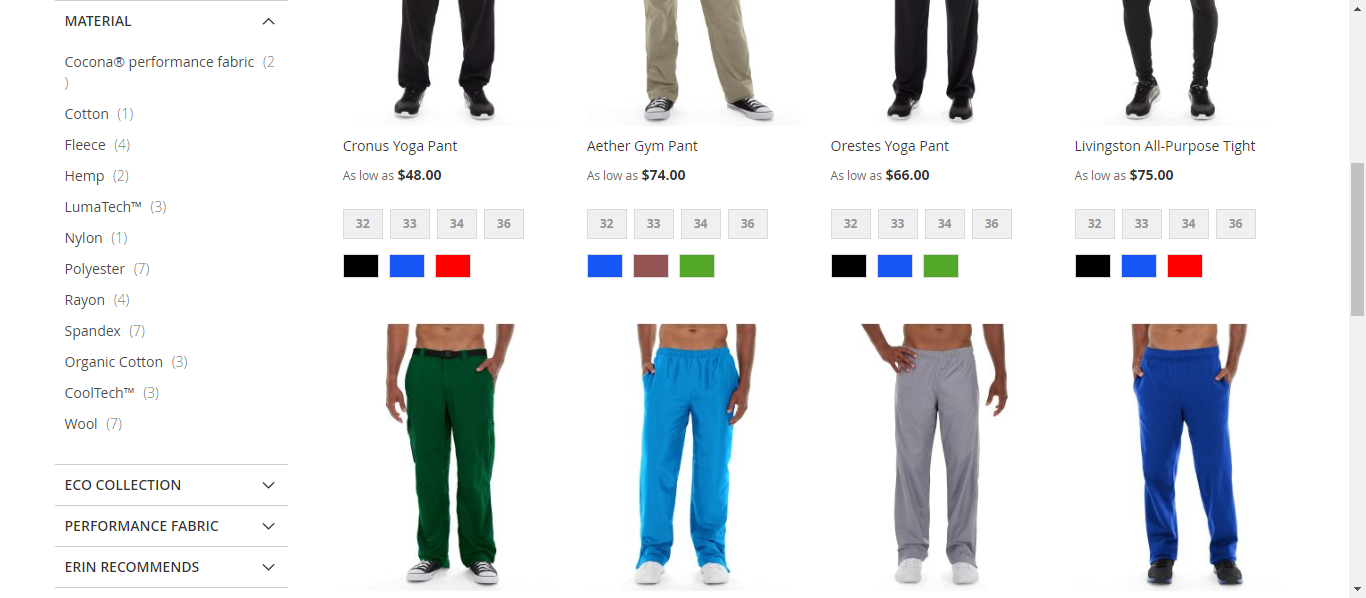 MATERIAL
Cocona® performance fabric (2
)
Cotton (1)
Fleece (4)
Hemp (2)
LumaTech™ (3)
Nylon (1)
Polyester (7)
Rayon (4)
Spandex (7)
Organic Cotton (3)
CoolTech™ (3)
Wool (7)
ECO COLLECTION
PERFORMANCE FABRIC
ERIN RECOMMENDS
Cronus Yoga Pant
As low as $48.00
32 33 34 36
Aether Gym Pant
As low as $74.00
32 33 34 36
Orestes Yoga Pant
As low as $66.00
32 33 34 36
Livingston All-Purpose Tight
As low as $75.00
32 33 34 36